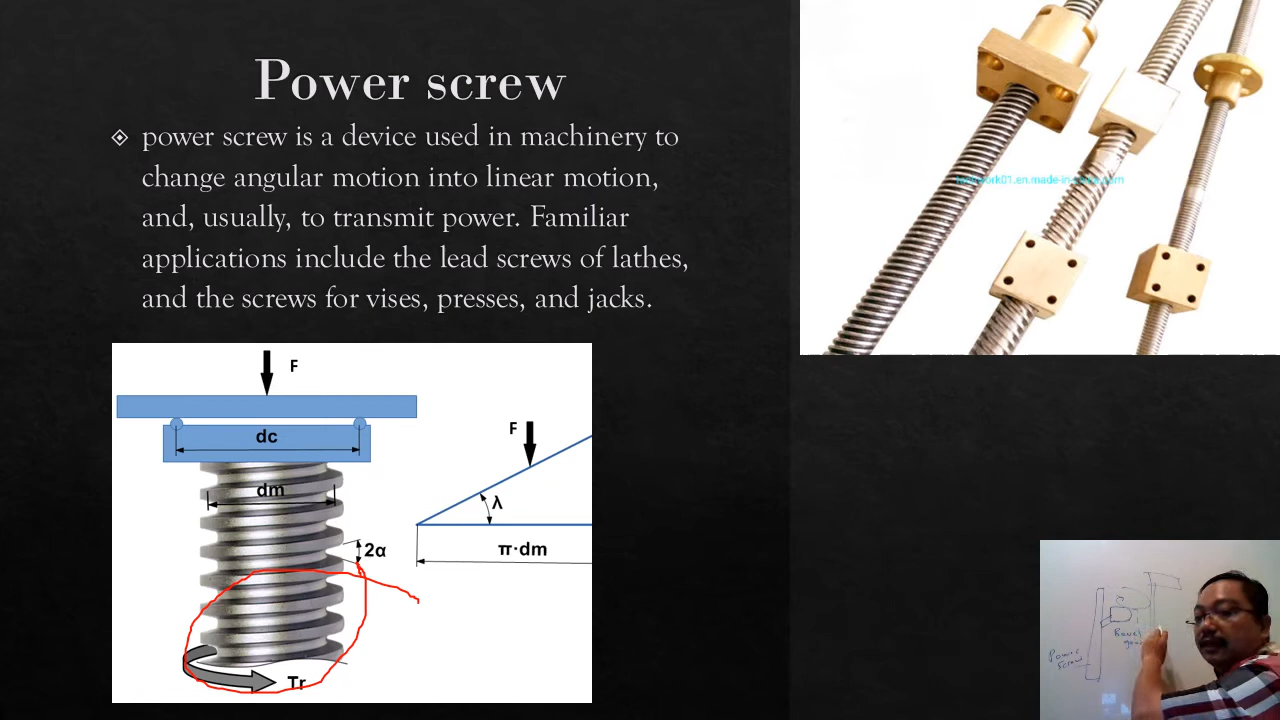 Power screw
power screw is a device used in machinery to
change angular motion into linear motion,
and, usually, to transmit power. Familiar
applications include the lead screws of lathes,
and the screws for vises, presses, and jacks.
F
dc
dm
2α
Tr
F
λ
π·dm
Power
Screw